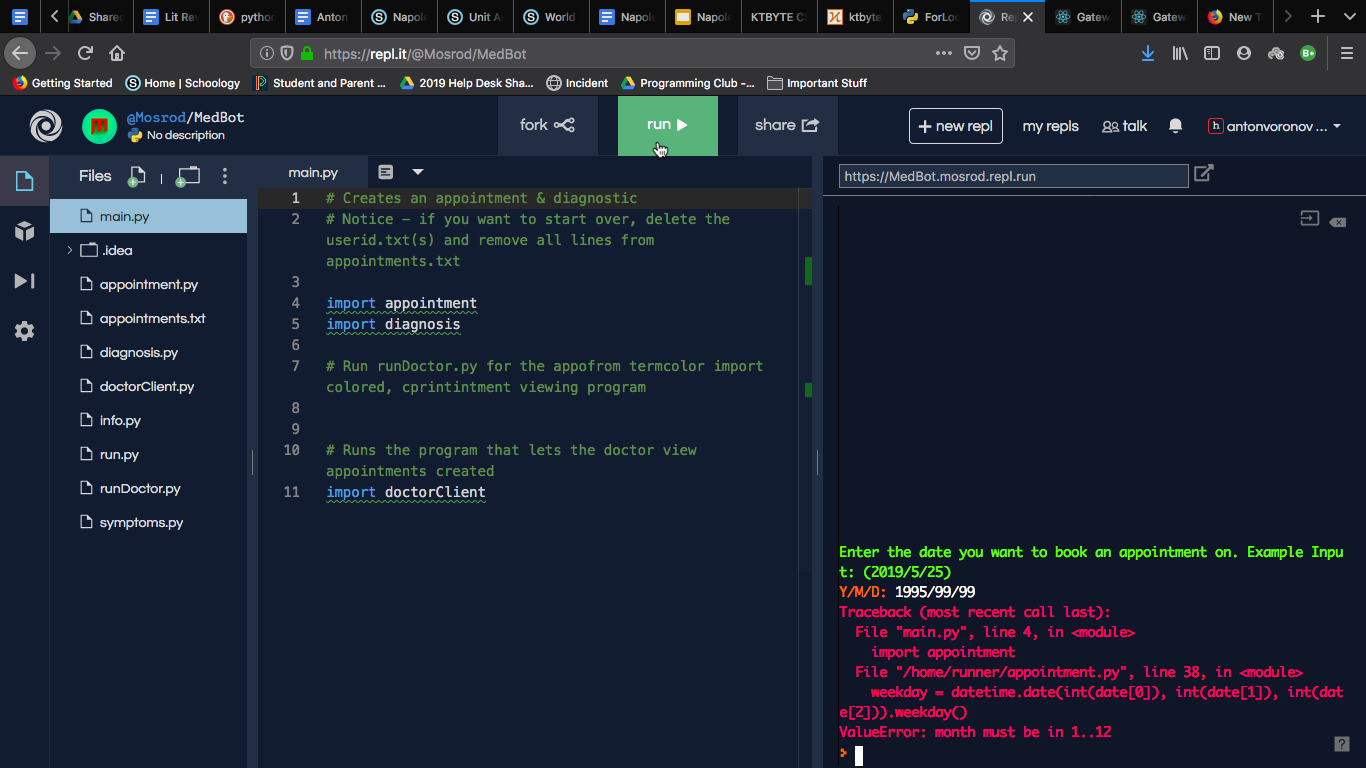 Shared
Lit Rev
python
Anton
Napole
Unit A
World
Napole
Napole
KTBYTE C
ktbyte
ForLoo
Re
Gatew
Gatew
New T
https://repl.it/@Mosrod/MedBot
Getting Started
Home | Schoology
Student and Parent ...
2019 Help Desk Sha...
Incident
Programming Club -...
Important Stuff
@Mosrod/MedBot
No description
fork
run
share
+ new repl
my repls
talk
h
antonvoronov ...
Files
main.py
.idea
appointment.py
appointments.txt
diagnosis.py
doctorClient.py
info.py
run.py
runDoctor.py
symptoms.py
main.py
1 # Creates an appointment & diagnostic
2 # Notice – if you want to start over, delete the
userid.txt(s) and remove all lines from
appointments.txt
3
4 import appointment
5 import diagnosis
6
7 # Run runDoctor.py for the appofrom termcolor import
colored, cprintintment viewing program
8
9
10 # Runs the program that lets the doctor view
appointments created
11 import doctorClient
https://MedBot.mosrod.repl.run
Enter the date you want to book an appointment on. Example Inpu
t: (2019/5/25)
Y/M/D: 1995/99/99
Traceback (most recent call last):
File "main.py", line 4, in <module>
import appointment
File "/home/runner/appointment.py", line 38, in <module>
weekday = datetime.date(int(date[0]), int(date[1]), int(dat
e[2])).weekday()
ValueError: month must be in 1..12
?